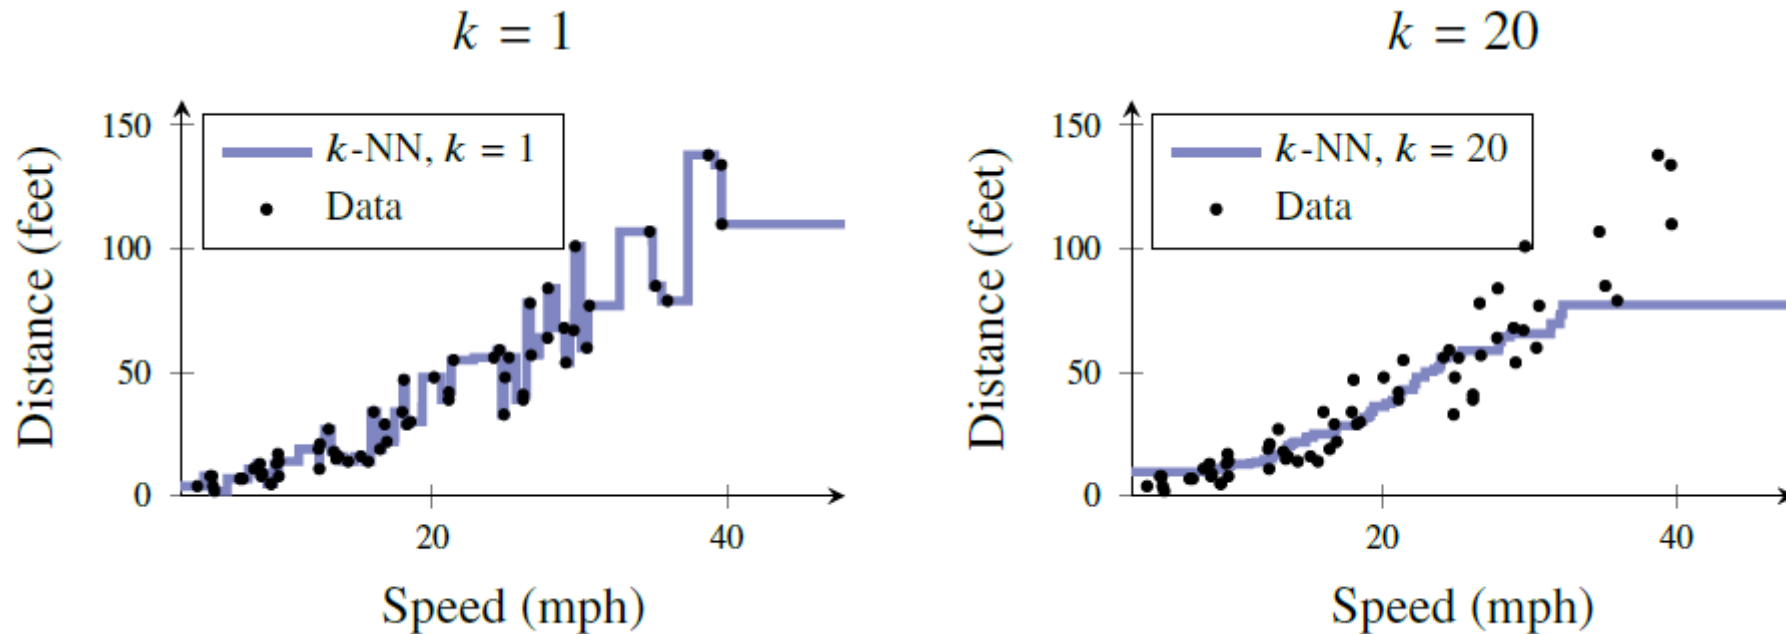 k = 1
150
100
50
0
20
40
Distance (feet)
Speed (mph)
k-NN, k = 1
Data
k = 20
150
100
50
0
20
40
Distance (feet)
Speed (mph)
k-NN, k = 20
Data